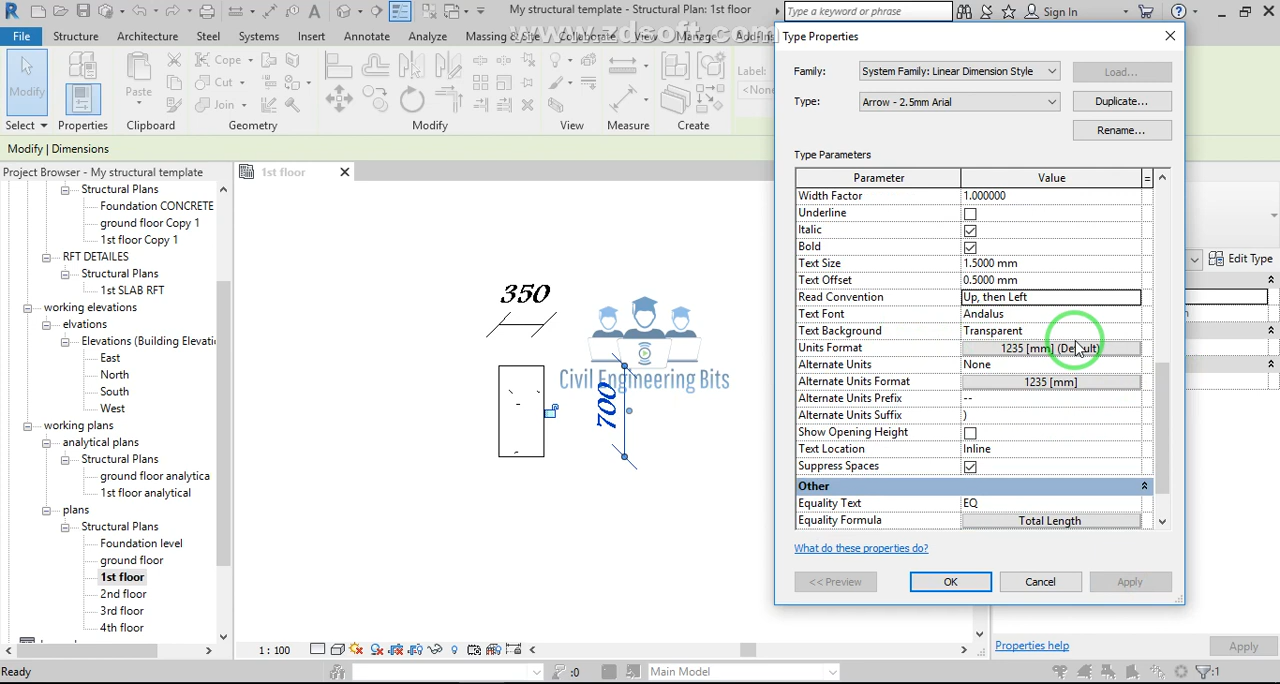 My structural template - Structural Plan: 1st floor
Type a keyword or phrase
Sign In
File Structure Architecture Steel Systems Insert Annotate Analyze Massing & Site Collaborate View Manage Add-Ins
www.zdsoft.com
Modify
Paste
Cope
Cut
Join
Label:
<None
Select Properties Clipboard Geometry Modify View Measure Create
Modify | Dimensions
Project Browser - My structural template
Structural Plans
Foundation CONCRETE
ground floor Copy 1
1st floor Copy 1
RFT DETAILES
Structural Plans
1st SLAB RFT
working elevations
elvations
Elevations (Building Elevati
East
North
South
West
working plans
analytical plans
Structural Plans
ground floor analytica
1st floor analytical
plans
Structural Plans
Foundation level
ground floor
1st floor
2nd floor
3rd floor
4th floor
1st floor
350
700
Civil Engineering Bits
Type Properties
Family: System Family: Linear Dimension Style Load...
Type: Arrow - 2.5mm Arial Duplicate...
Rename...
Type Parameters
Parameter Value =
Width Factor 1.000000
Underline
Italic
Bold
Text Size 1.5000 mm
Text Offset 0.5000 mm
Read Convention Up, then Left
Text Font Andalus
Text Background Transparent
Units Format 1235 [mm] (Default)
Alternate Units None
Alternate Units Format 1235 [mm]
Alternate Units Prefix --
Alternate Units Suffix )
Show Opening Height
Text Location Inline
Suppress Spaces
Other
Equality Text EQ
Equality Formula Total Length
What do these properties do?
<< Preview OK Cancel Apply
Edit Type
Properties help Apply
1 : 100
Ready
:0
Main Model
:1